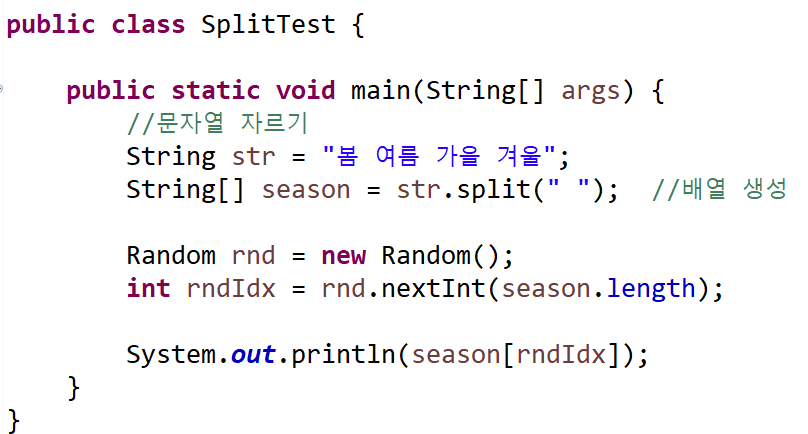 public class SplitTest {
public static void main(String[] args) {
//문자열 자르기
String str = "봄 여름 가을 겨울";
String[] season = str.split(" ");  //배열 생성
Random rnd = new Random();
int rndIdx = rnd.nextInt(season.length);
System.out.println(season[rndIdx]);
}
}